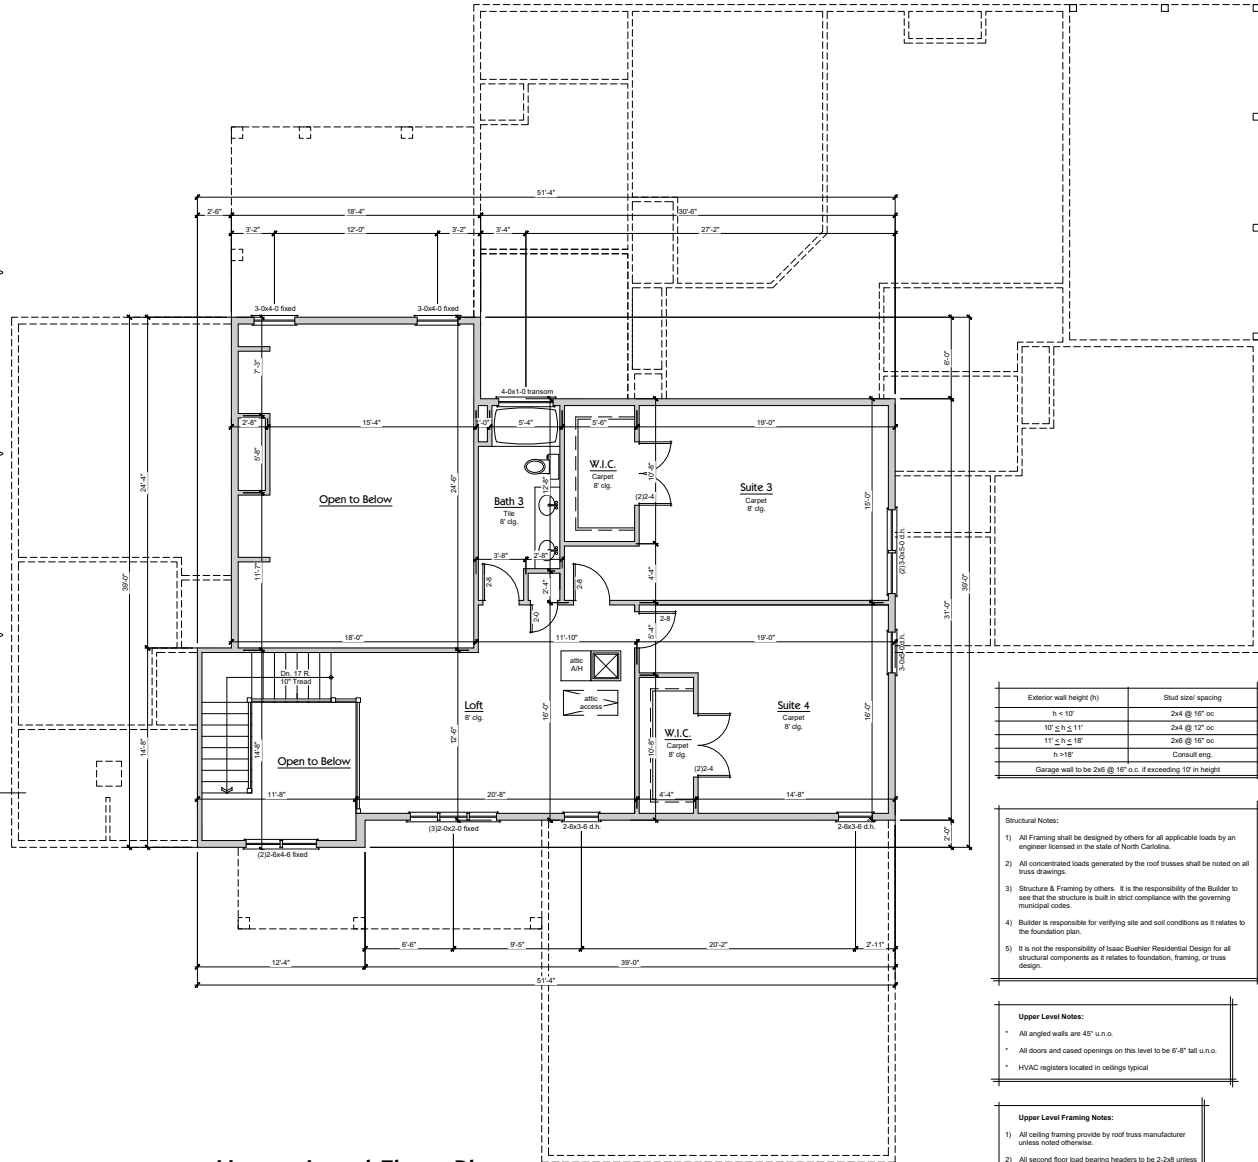 51'-4"
2'-6"
18'-4"
30'-6"
3'-2"
12'-0"
3'-2"
3'-4"
27'-2"
3-0x4-0 fixed
3-0x4-0 fixed
6'-0"
7'-3"
4-0x1-0 transom
2'-8"
15'-4"
5'-4"
5'-6"
19'-0"
5'-8"
24'-4"
24'-6"
Open to Below
Bath 3
Tile
8' clg.
12'-8"
W.I.C.
Carpet
8' clg.
10'-8"
(2)2-4
Suite 3
Carpet
8' clg.
15'-0"
(2)3-0x5-0 d.h.
3'-8"
2'-8"
4'-4"
11'-7"
2-8
2'-4"
2-8
39'-0"
39'-0"
31'-0"
2-0
2-8
18'-0"
11'-10"
5'-4"
19'-0"
3-0x5-0 d.h.
attic
A/H
Dn. 17 R.
10" Tread
attic
access
Loft
8' clg.
16'-0"
Suite 4
Carpet
8' clg.
16'-0"
W.I.C.
Carpet
8' clg.
10'-8"
(2)2-4
12'-6"
14'-8"
14'-8"
Open to Below
11'-8"
20'-8"
4'-4"
14'-8"
(3)2-0x2-0 fixed
2-6x3-6 d.h.
2-6x3-6 d.h.
2'-0"
(2)2-6x4-6 fixed
6'-6"
9'-5"
20'-2"
2'-11"
12'-4"
39'-0"
51'-4"
Exterior wall height (h) Stud size/ spacing
h < 10' 2x4 @ 16" oc
10' ≤ h ≤ 11' 2x4 @ 12" oc
11' ≤ h ≤ 18' 2x6 @ 16" oc
h >18' Consult eng.
Garage wall to be 2x6 @ 16" o.c. if exceeding 10' in height
Structural Notes:
1) All Framing shall be designed by others for all applicable loads by an
engineer licensed in the state of North Carlolina.
2) All concentrated loads generated by the roof trusses shall be noted on all
truss drawings.
3) Structure & Framing by others. It is the responsibility of the Builder to
see that the structure is built in strict compliance with the governing
municipal codes.
4) Builder is responsible for verifying site and soil conditions as it relates to
the foundation plan.
5) It is not the responsibility of Isaac Buehler Residential Design for all
structural components as it relates to foundation, framing, or truss
design.
Upper Level Notes:
* All angled walls are 45° u.n.o.
* All doors and cased openings on this level to be 6'-8" tall u.n.o.
* HVAC registers located in ceilings typical
Upper Level Framing Notes:
1) All ceiling framing provide by roof truss manufacturer
unless noted otherwise.
2) All second floor load bearing headers to be 2-2x8 unless